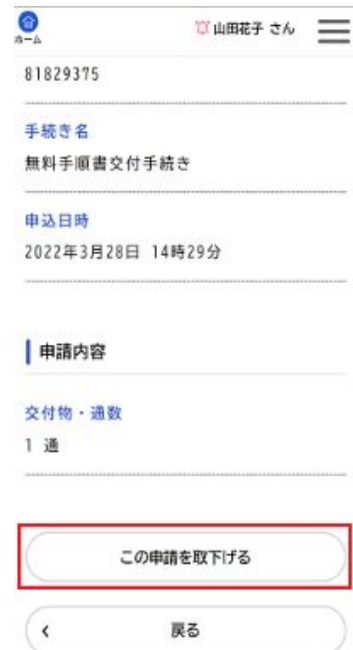 ホーム
山田花子 さん
81829375
手続き名
無料手順書交付手続き
申込日時
2022年3月28日 14時29分
申請内容
交付物・通数
1 通
この申請を取下げる
戻る